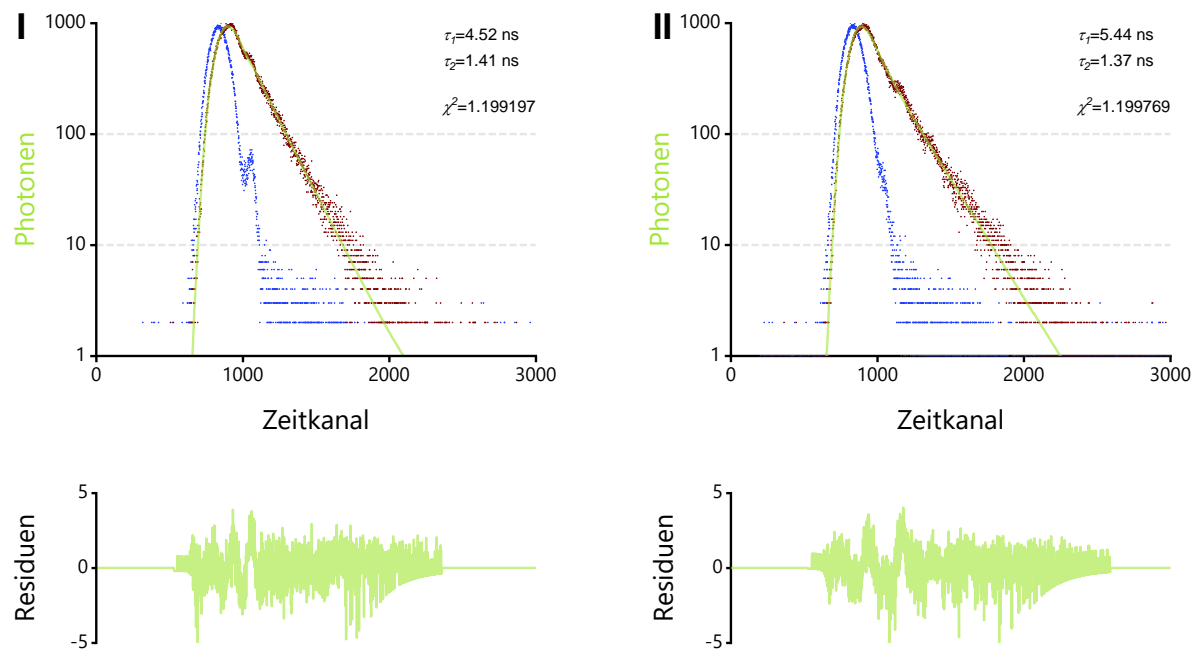 I
1000
100
10
1
Photonen
τ1=4.52 ns
τ2=1.41 ns
χ2=1.199197
0
1000
2000
3000
Zeitkanal
5
0
-5
Residuen
II
1000
100
10
1
Photonen
τ1=5.44 ns
τ2=1.37 ns
χ2=1.199769
0
1000
2000
3000
Zeitkanal
5
0
-5
Residuen